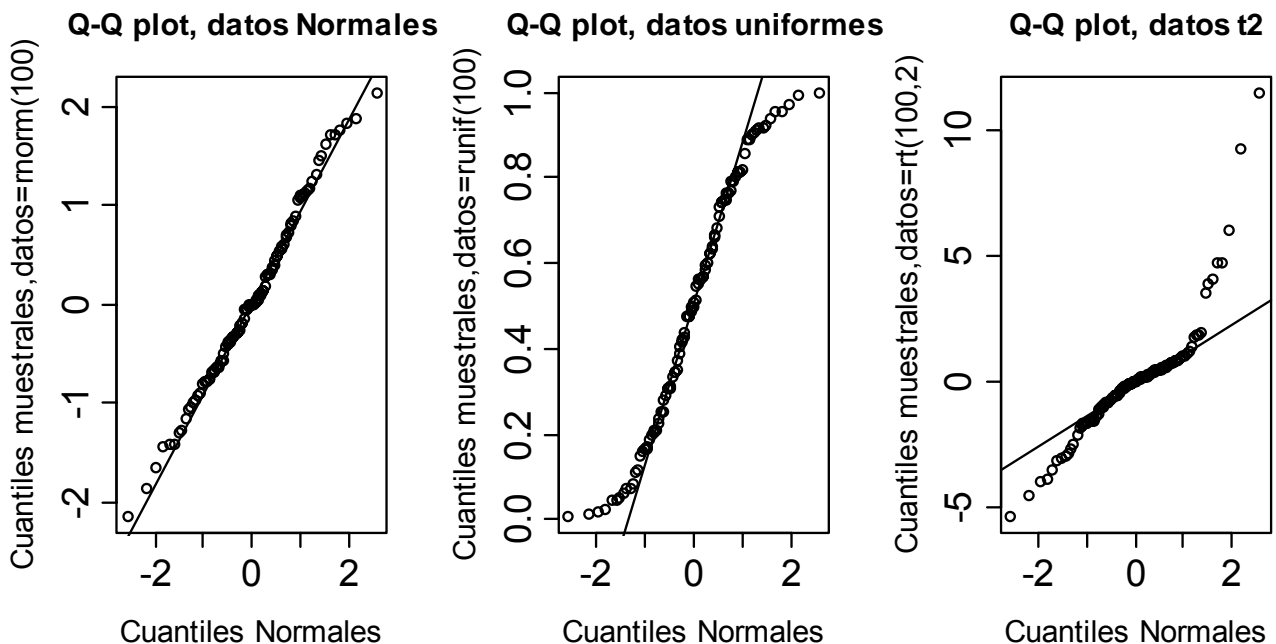 Q-Q plot, datos Normales
Cuantiles muestrales,datos=rnorm(100)
2
1
0
-1
-2
-2
0
2
Cuantiles Normales
Q-Q plot, datos uniformes
Cuantiles muestrales,datos=runif(100)
1.0
0.8
0.6
0.4
0.2
0.0
-2
0
2
Cuantiles Normales
Q-Q plot, datos t2
Cuantiles muestrales,datos=rt(100,2)
10
5
0
-5
-2
0
2
Cuantiles Normales